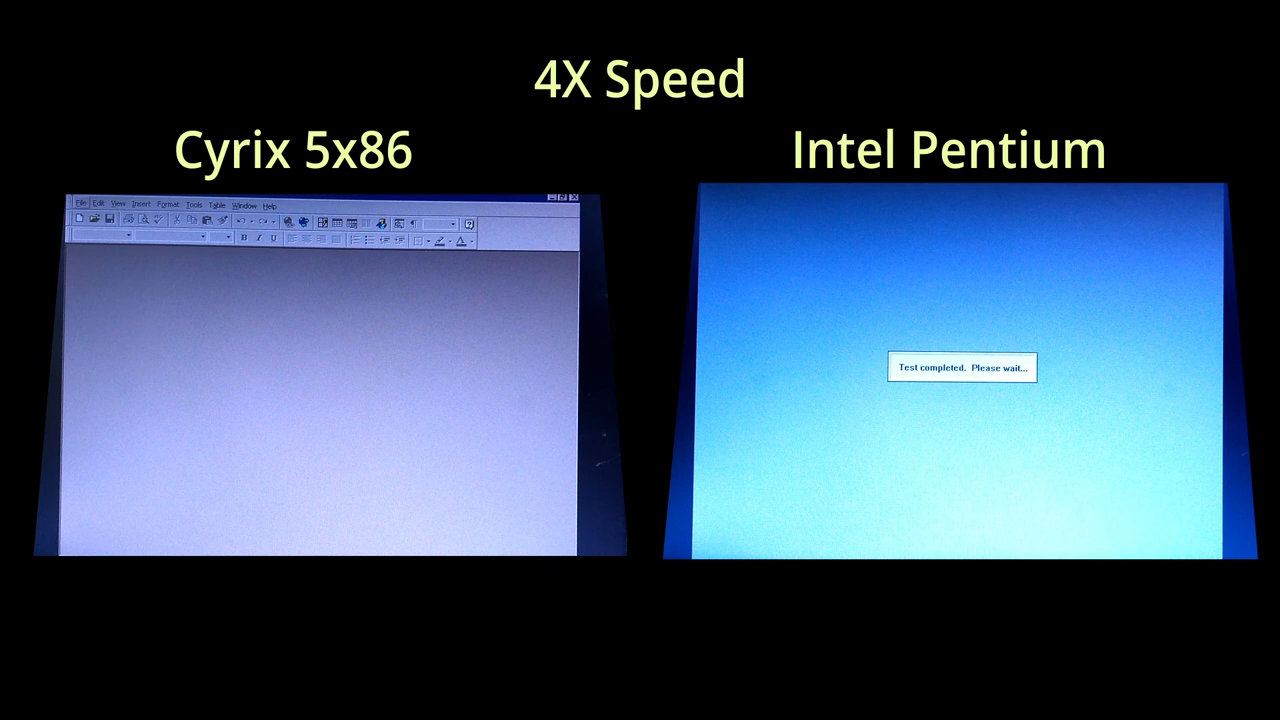 4X Speed
Cyrix 5x86
Intel Pentium
File Edit View Insert Format Tools Table Window Help
B I U
Test completed. Please wait...